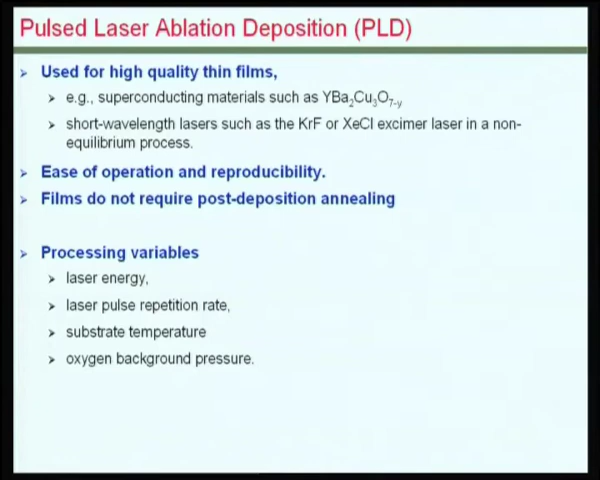 Pulsed Laser Ablation Deposition (PLD)
➢ Used for high quality thin films,
➢ e.g., superconducting materials such as YBa₂Cu₃O₇₋ᵧ
➢ short-wavelength lasers such as the KrF or XeCl excimer laser in a non-
equilibrium process.
➢ Ease of operation and reproducibility.
➢ Films do not require post-deposition annealing
➢ Processing variables
➢ laser energy,
➢ laser pulse repetition rate,
➢ substrate temperature
➢ oxygen background pressure.